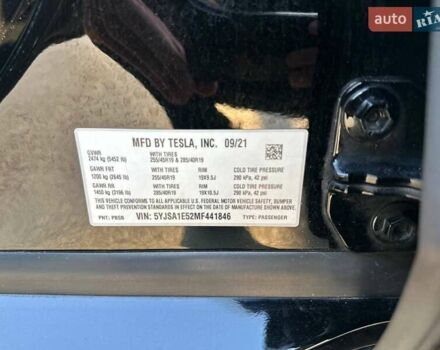 auto RIA
MFD BY TESLA, INC. 09/21
GVWR WITH TIRES
2474 kg (5452 lb) 255/45R19 & 285/40R19
GAWR FRT WITH TIRES RIM COLD TIRE PRESSURE
1200 kg (2645 lb) 255/45R19 19X9.5J 290 kPa, 42 psi
GAWR RR WITH TIRES RIM COLD TIRE PRESSURE
1450 kg (3196 lb) 285/40R19 19X10.5J 290 kPa, 42 psi
THIS VEHICLE CONFORMS TO ALL APPLICABLE U.S. FEDERAL MOTOR VEHICLE SAFETY, BUMPER
AND THEFT PREVENTION STANDARDS IN EFFECT ON THE DATE OF MANUFACTURE SHOWN ABOVE.
VIN: 5YJSA1E52MF441846
PNT: PBSB TYPE: PASSENGER